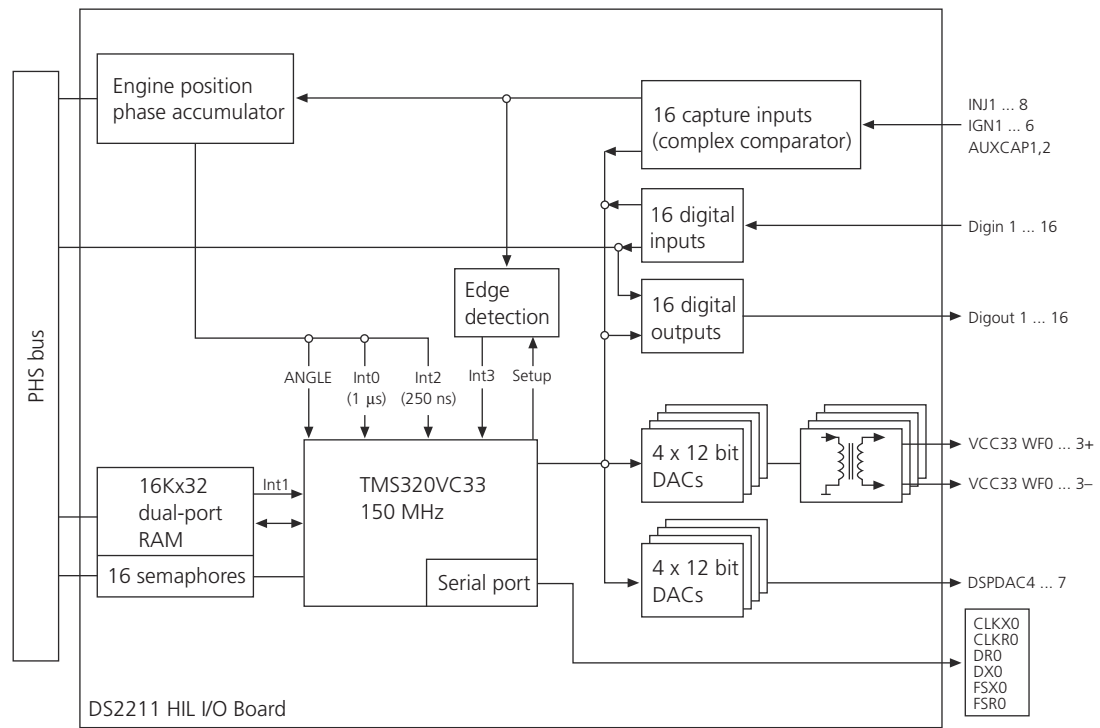 Engine position
phase accumulator
16 capture inputs
(complex comparator)
INJ1 ... 8
IGN1 ... 6
AUXCAP1,2
16 digital
inputs
Digin 1 ... 16
Edge
detection
16 digital
outputs
Digout 1 ... 16
PHS bus
ANGLE
Int0
(1 µs)
Int2
(250 ns)
Int3
Setup
4 x 12 bit
DACs
VCC33 WF0 ... 3+
VCC33 WF0 ... 3–
16Kx32
dual-port
RAM
Int1
TMS320VC33
150 MHz
16 semaphores
Serial port
4 x 12 bit
DACs
DSPDAC4 ... 7
CLKX0
CLKR0
DR0
DX0
FSX0
FSR0
DS2211 HIL I/O Board